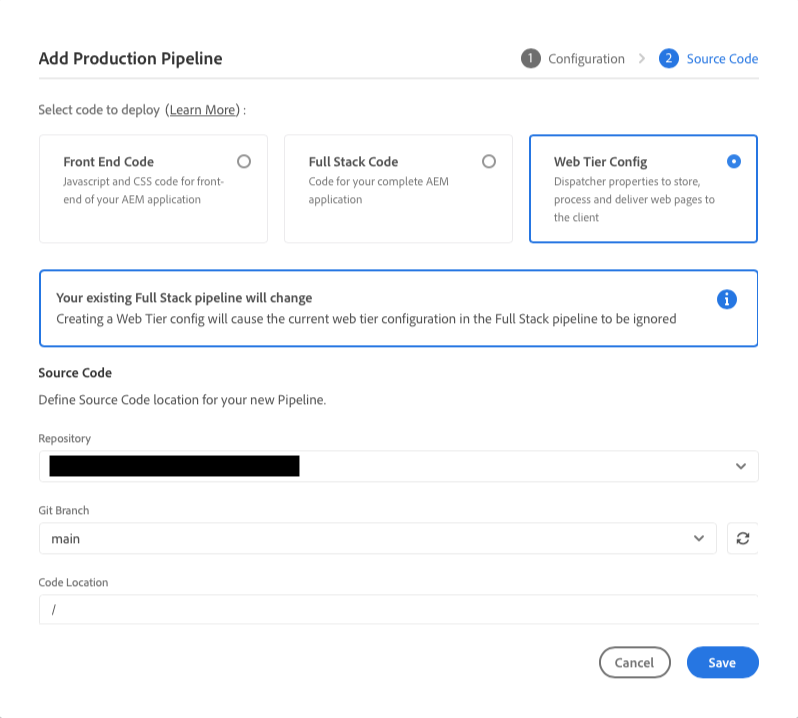 Add Production Pipeline
1 Configuration > 2 Source Code
Select code to deploy (Learn More) :
Front End Code
Javascript and CSS code for front-
end of your AEM application
Full Stack Code
Code for your complete AEM
application
Web Tier Config
Dispatcher properties to store,
process and deliver web pages to
the client
Your existing Full Stack pipeline will change
Creating a Web Tier config will cause the current web tier configuration in the Full Stack pipeline to be ignored
Source Code
Define Source Code location for your new Pipeline.
Repository
Git Branch
main
Code Location
/
Cancel
Save